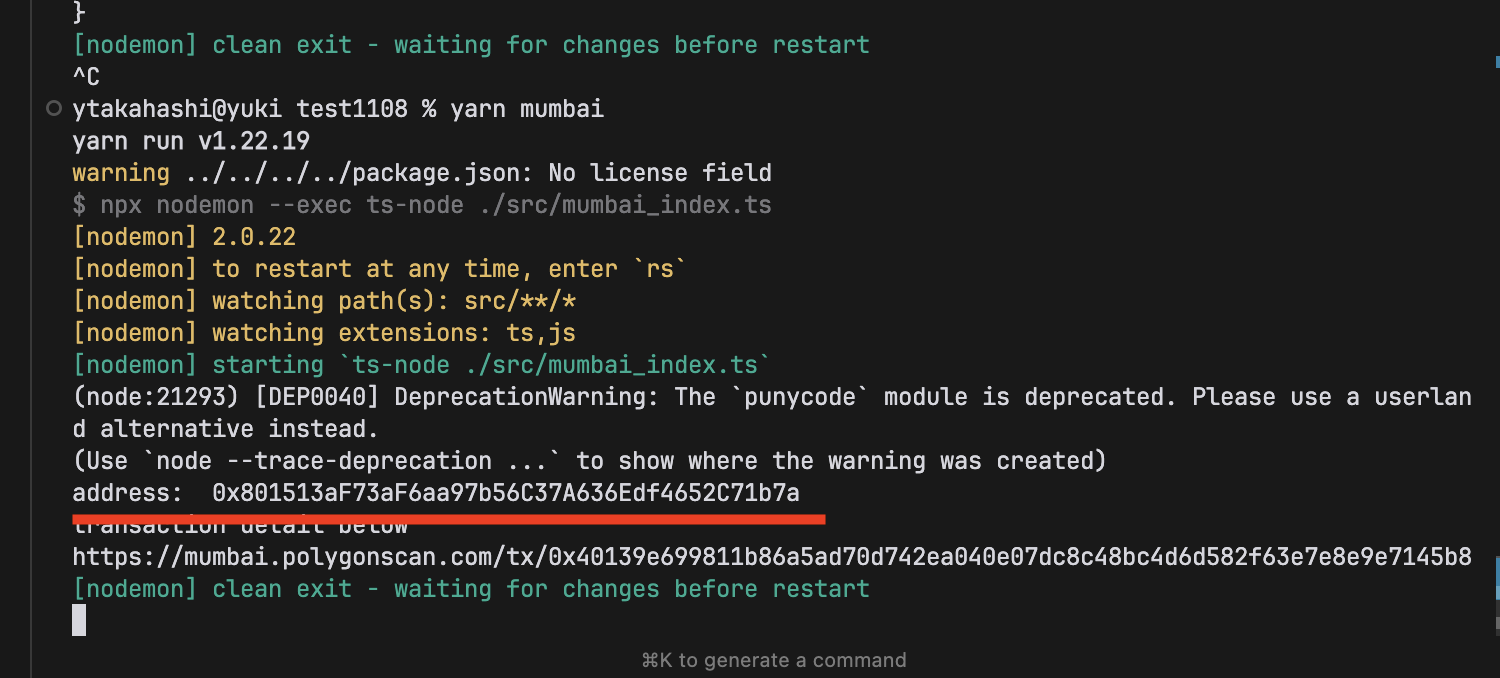 }
[nodemon] clean exit - waiting for changes before restart
^C
ytakahashi@yuki test1108 % yarn mumbai
yarn run v1.22.19
warning ../../../../package.json: No license field
$ npx nodemon --exec ts-node ./src/mumbai_index.ts
[nodemon] 2.0.22
[nodemon] to restart at any time, enter `rs`
[nodemon] watching path(s): src/**/*
[nodemon] watching extensions: ts,js
[nodemon] starting `ts-node ./src/mumbai_index.ts`
(node:21293) [DEP0040] DeprecationWarning: The `punycode` module is deprecated. Please use a userlan
d alternative instead.
(Use `node --trace-deprecation ...` to show where the warning was created)
address:  0x801513aF73aF6aa97b56C37A636Edf4652C71b7a
transaction detail below
https://mumbai.polygonscan.com/tx/0x40139e699811b86a5ad70d742ea040e07dc8c48bc4d6d582f63e7e8e9e7145b8
[nodemon] clean exit - waiting for changes before restart
⌘K to generate a command